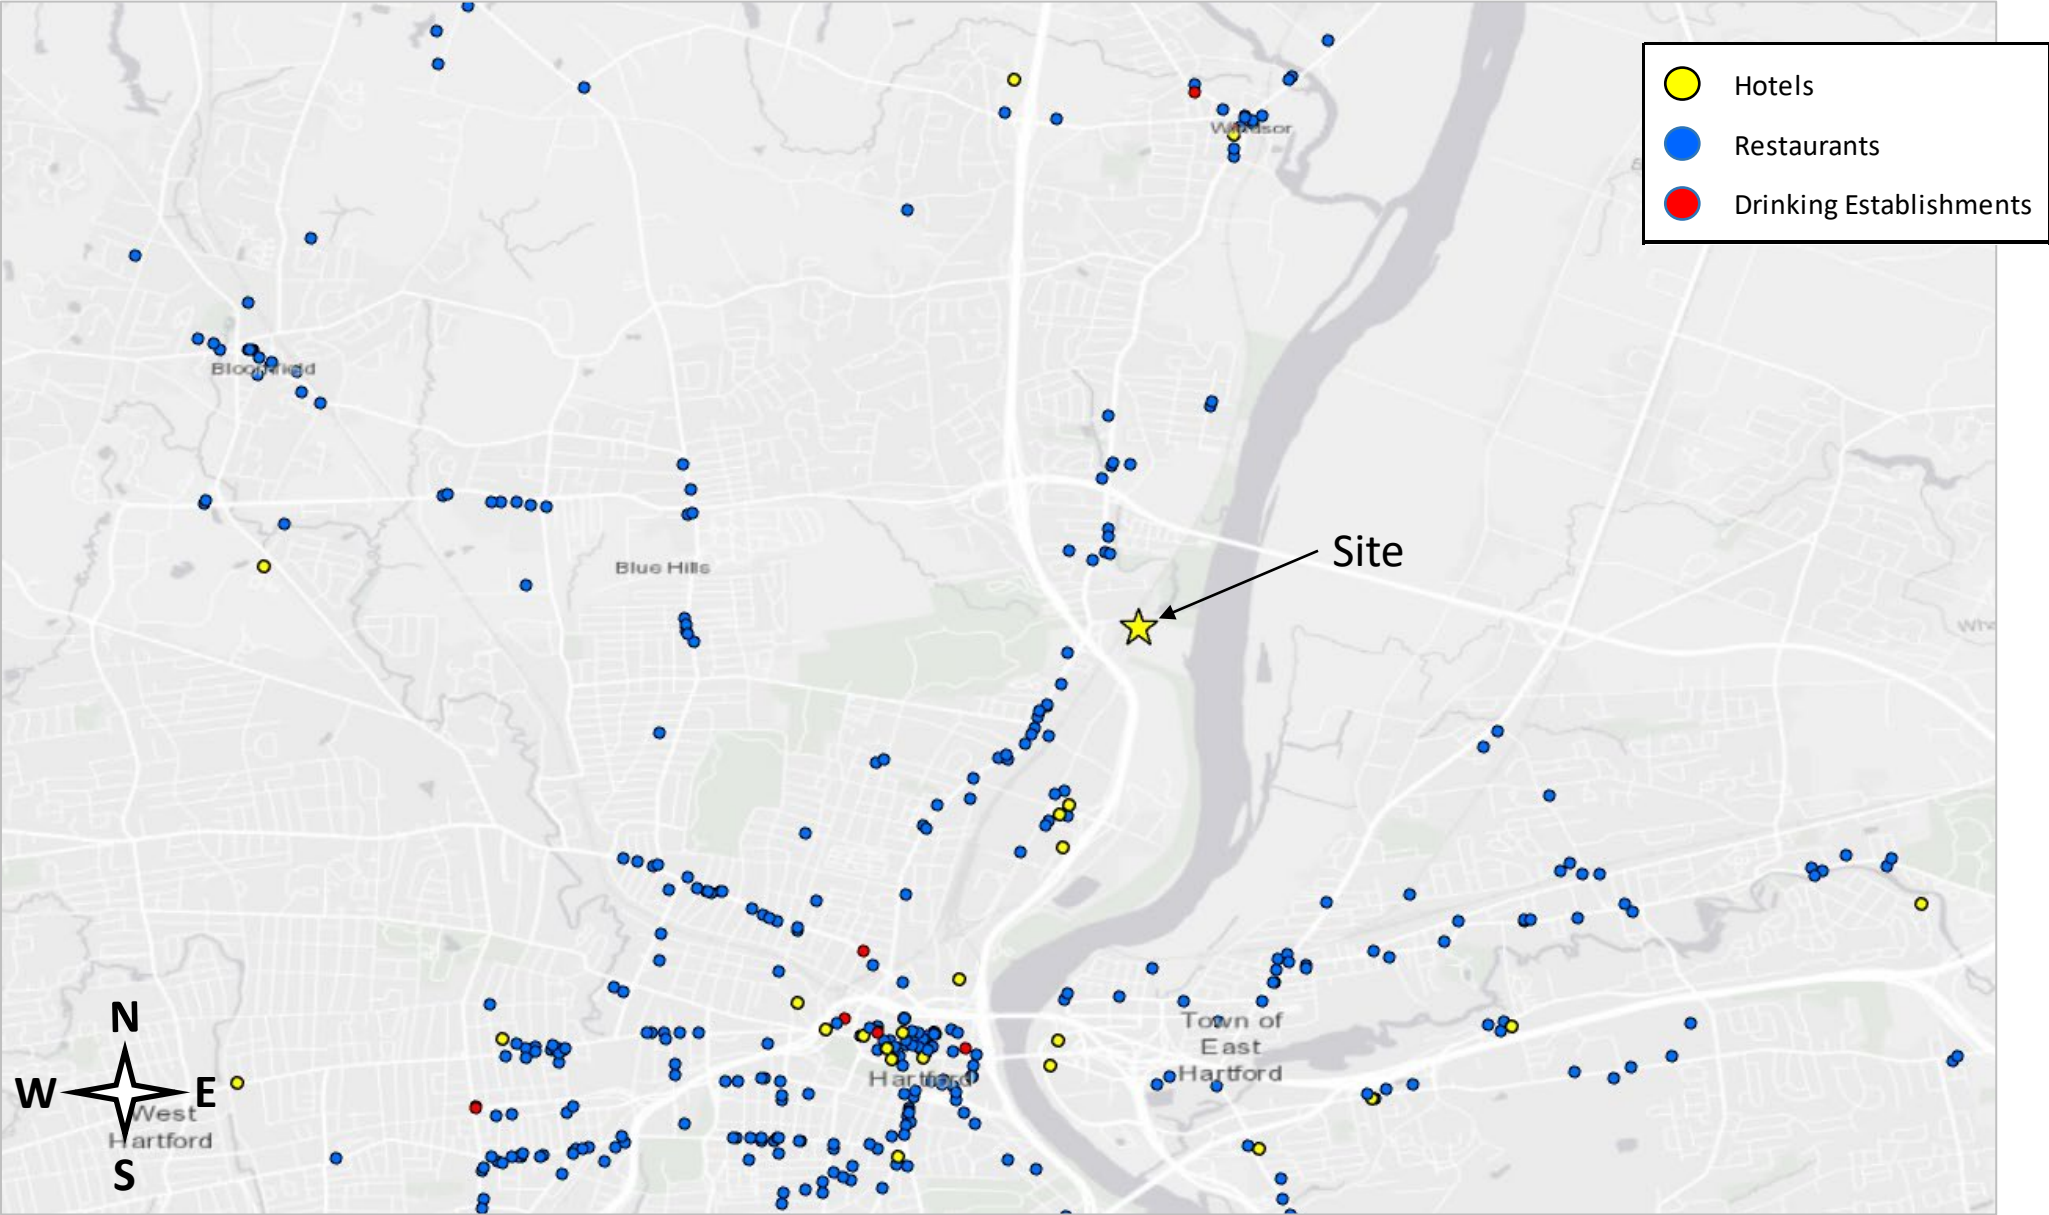 Hotels
Windsor
Restaurants
Drinking Establishments
Bloomfield
Site
Blue Hills
N
Town of
East
Hartford
Hartford
W
E
West
Hartford
S